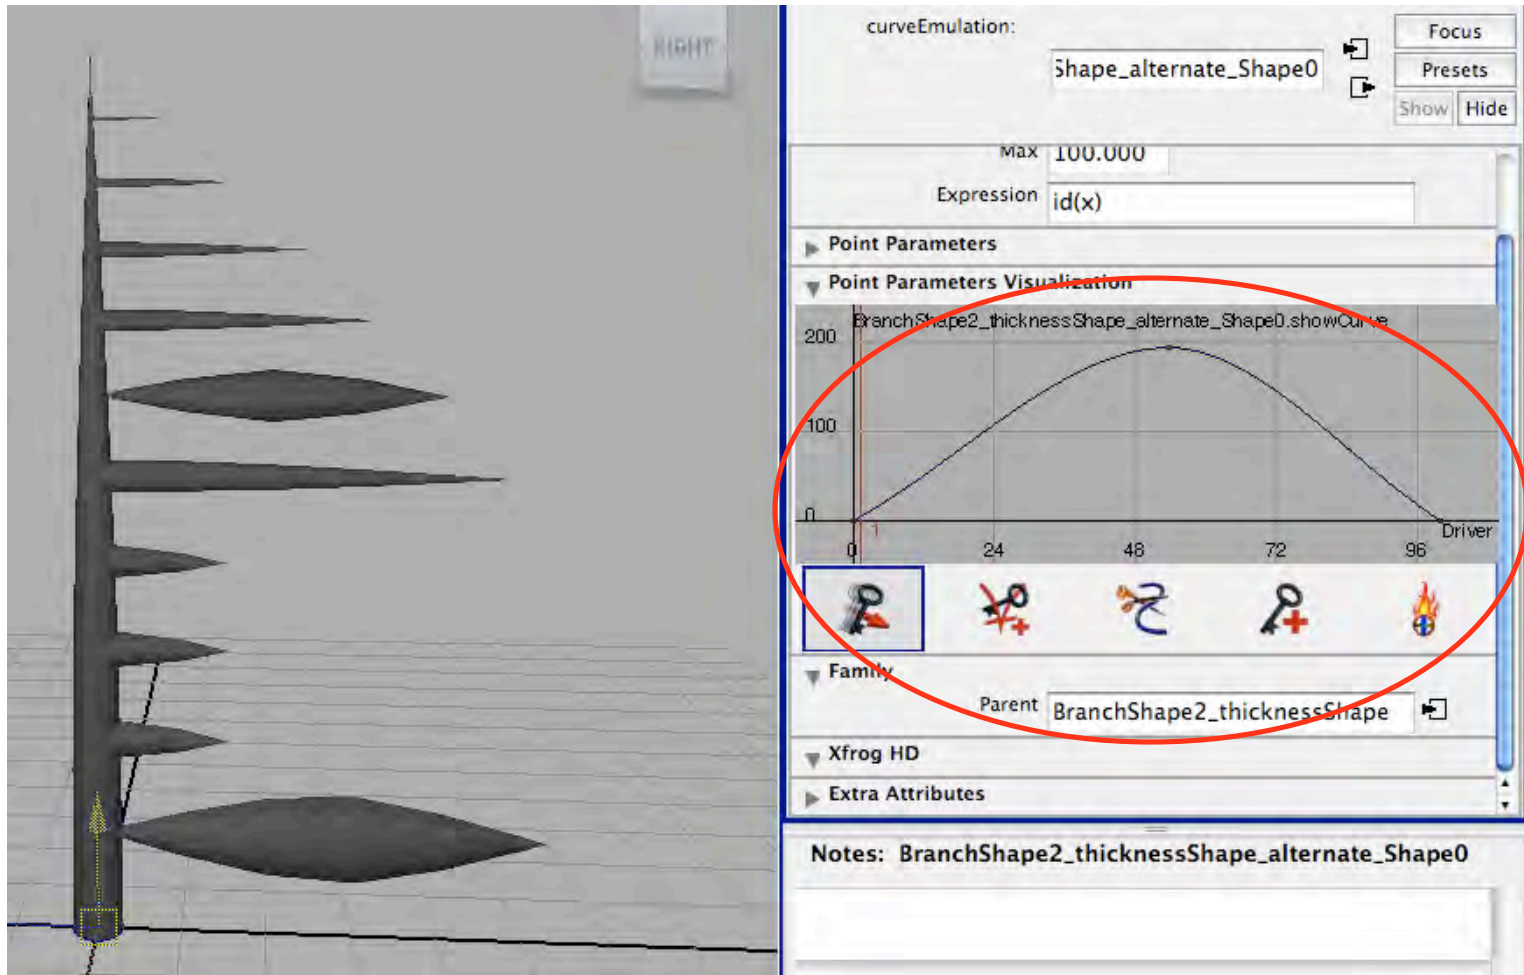 RIGHT
curveEmulation:
Shape_alternate_Shape0
Focus
Presets
Show Hide
Max 100.000
Expression id(x)
Point Parameters
Point Parameters Visualization
BranchShape2_thicknessShape_alternate_Shape0.showCurve
200
100
0
1
Driver
0 24 48 72 96
Family
Parent BranchShape2_thicknessShape
Xfrog HD
Extra Attributes
Notes: BranchShape2_thicknessShape_alternate_Shape0